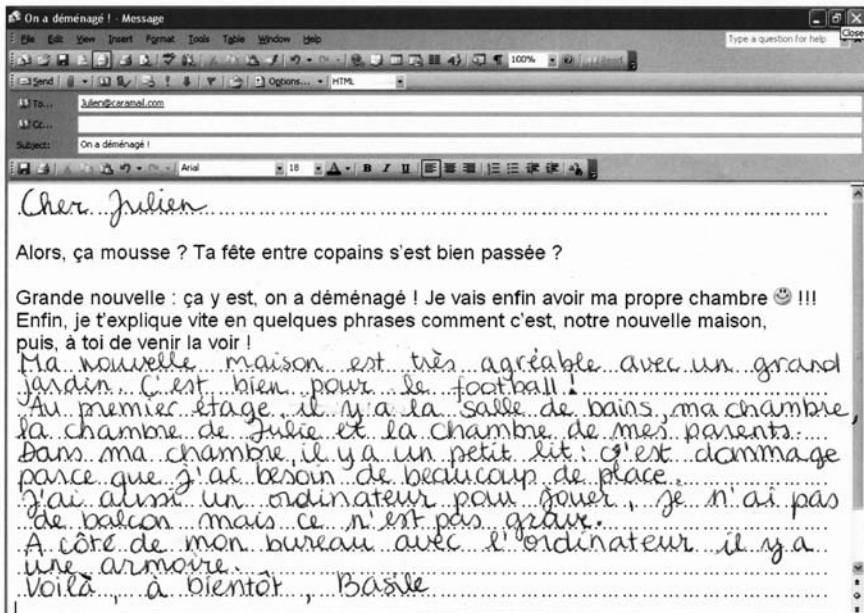 On a déménagé ! - Message
File Edit View Insert Format Tools Table Window Help
Type a question for help
Close
100%
Read
Send
Options...
HTML
To...
Julien@caramail.com
Cc...
Subject:
On a déménagé !
Arial
18
A
B I U
Cher Julien
Alors, ça mousse ? Ta fête entre copains s'est bien passée ?
Grande nouvelle : ça y est, on a déménagé ! Je vais enfin avoir ma propre chambre 😊 !!!
Enfin, je t'explique vite en quelques phrases comment c'est, notre nouvelle maison,
puis, à toi de venir la voir !
Ma nouvelle maison est très agréable avec un grand
jardin. C'est bien pour le football !
Au premier étage, il y a la salle de bains, ma chambre,
la chambre de Julie et la chambre de mes parents.
Dans ma chambre, il y a un petit lit : c'est dommage
parce que j'ai besoin de beaucoup de place.
J'ai aussi un ordinateur pour jouer, je n'ai pas
de balcon mais ce n'est pas grave.
A côté de mon bureau avec l'ordinateur il y a
une armoire.
Voilà, à bientôt, Basile